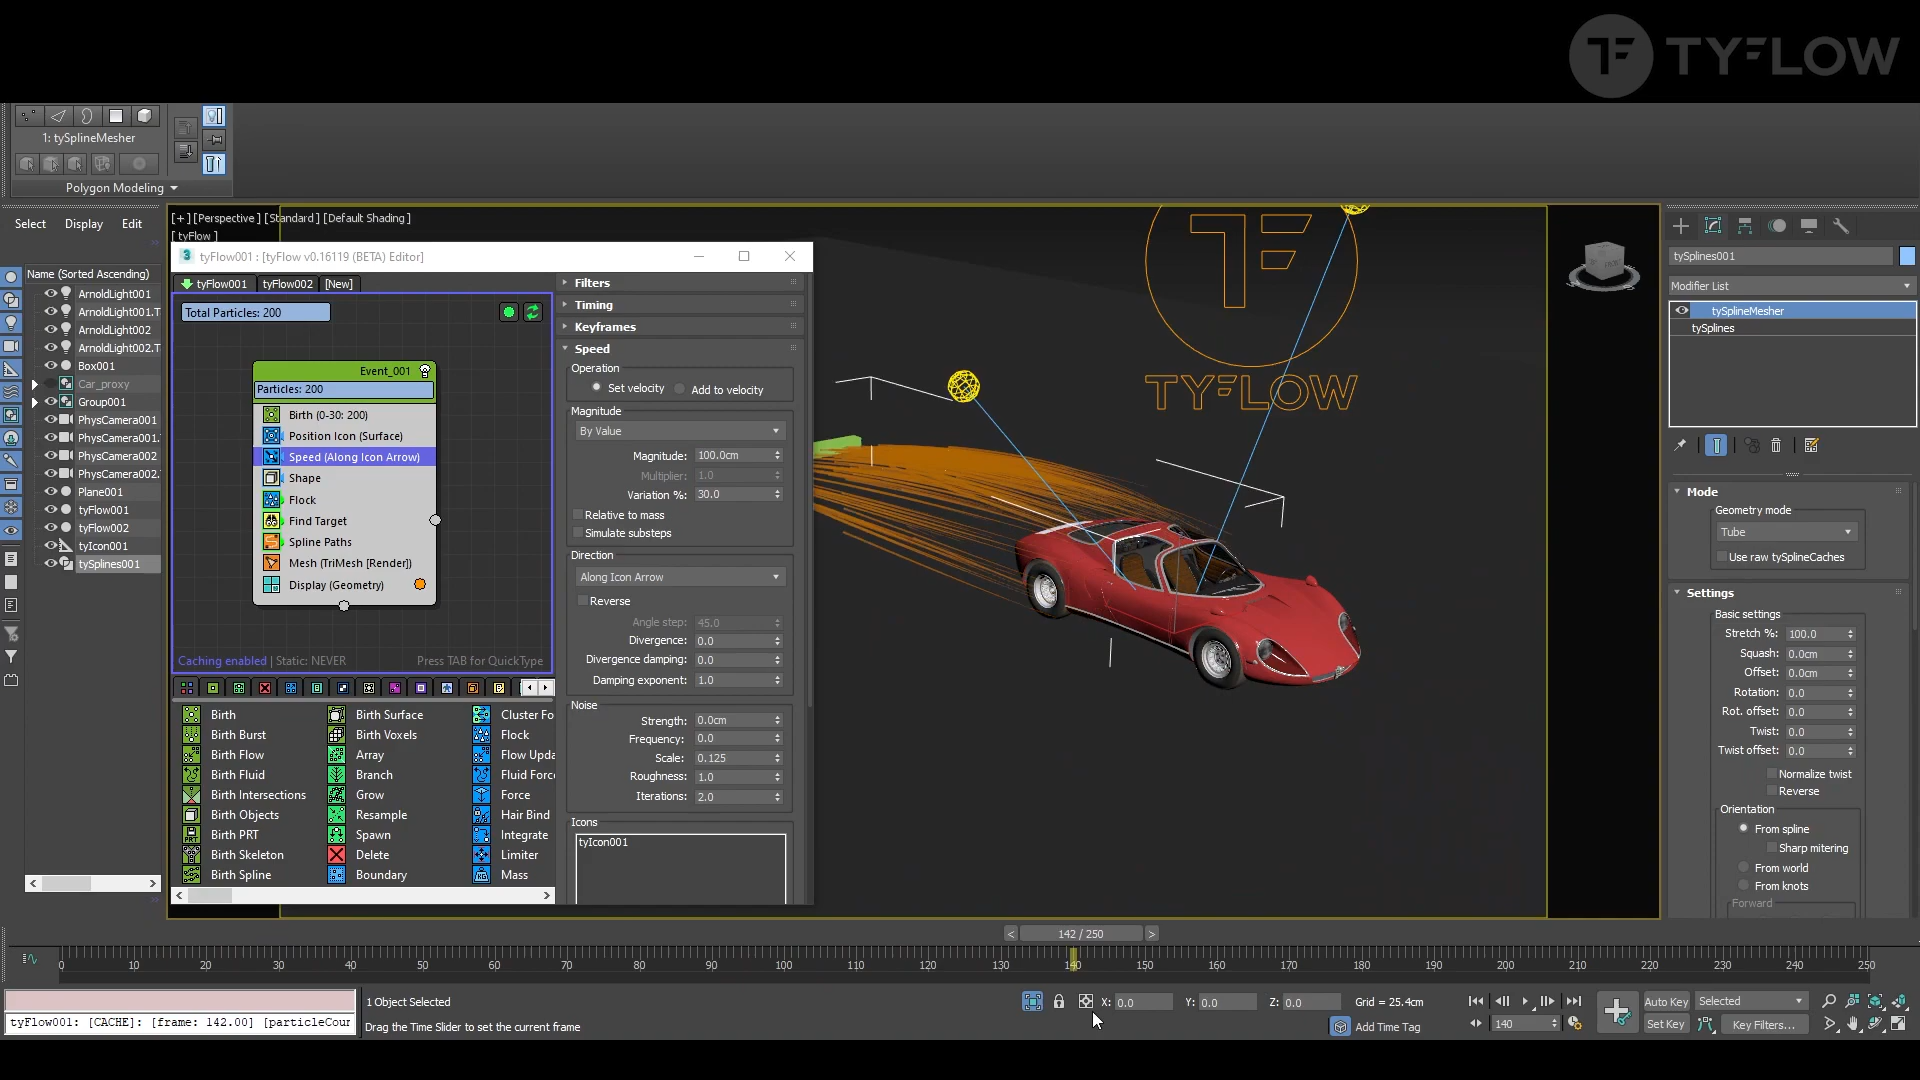 TYFLOW
1: tySplineMesher
Polygon Modeling
Select
Display
Edit
Name (Sorted Ascending)
ArnoldLight001
ArnoldLight001.T
ArnoldLight002
ArnoldLight002.T
Box001
Car_proxy
Group001
PhysCamera001
PhysCamera001.
PhysCamera002
PhysCamera002.
Plane001
tyFlow001
tyFlow002
tyIcon001
tySplines001
[+] [Perspective ] [Standard ] [Default Shading ]
[ tyFlow ]
tyFlow001 : [tyFlow v0.16119 (BETA) Editor]
tyFlow001
tyFlow002
[New]
Total Particles: 200
Event_001
Particles: 200
Birth (0-30: 200)
Position Icon (Surface)
Speed (Along Icon Arrow)
Shape
Flock
Find Target
Spline Paths
Mesh (TriMesh [Render])
Display (Geometry)
Caching enabled | Static: NEVER
Press TAB for QuickType
Birth
Birth Burst
Birth Flow
Birth Fluid
Birth Intersections
Birth Objects
Birth PRT
Birth Skeleton
Birth Spline
Birth Surface
Birth Voxels
Array
Branch
Grow
Resample
Spawn
Delete
Boundary
Cluster Fo
Flock
Flow Upda
Fluid Force
Force
Hair Bind
Integrate
Limiter
Mass
Filters
Timing
Keyframes
Speed
Operation
Set velocity
Add to velocity
Magnitude
By Value
Magnitude: 100.0cm
Multiplier: 1.0
Variation %: 30.0
Relative to mass
Simulate substeps
Direction
Along Icon Arrow
Reverse
Angle step: 45.0
Divergence: 0.0
Divergence damping: 0.0
Damping exponent: 1.0
Noise
Strength: 0.0cm
Frequency: 0.0
Scale: 0.125
Roughness: 1.0
Iterations: 2.0
Icons
tyIcon001
TYFLOW
FRONT
tySplines001
Modifier List
tySplineMesher
tySplines
Mode
Geometry mode
Tube
Use raw tySplineCaches
Settings
Basic settings
Stretch %: 100.0
Squash: 0.0cm
Offset: 0.0cm
Rotation: 0.0
Rot. offset: 0.0
Twist: 0.0
Twist offset: 0.0
Normalize twist
Reverse
Orientation
From spline
Sharp mitering
From world
From knots
Forward
< 142 / 250 >
0 10 20 30 40 50 60 70 80 90 100 110 120 130 140 150 160 170 180 190 200 210 220 230 240 250
tyFlow001: [CACHE]: [frame: 142.00] [particleCour
1 Object Selected
Drag the Time Slider to set the current frame
X: 0.0
Y: 0.0
Z: 0.0
Grid = 25.4cm
Add Time Tag
140
Auto Key
Selected
Set Key
Key Filters...